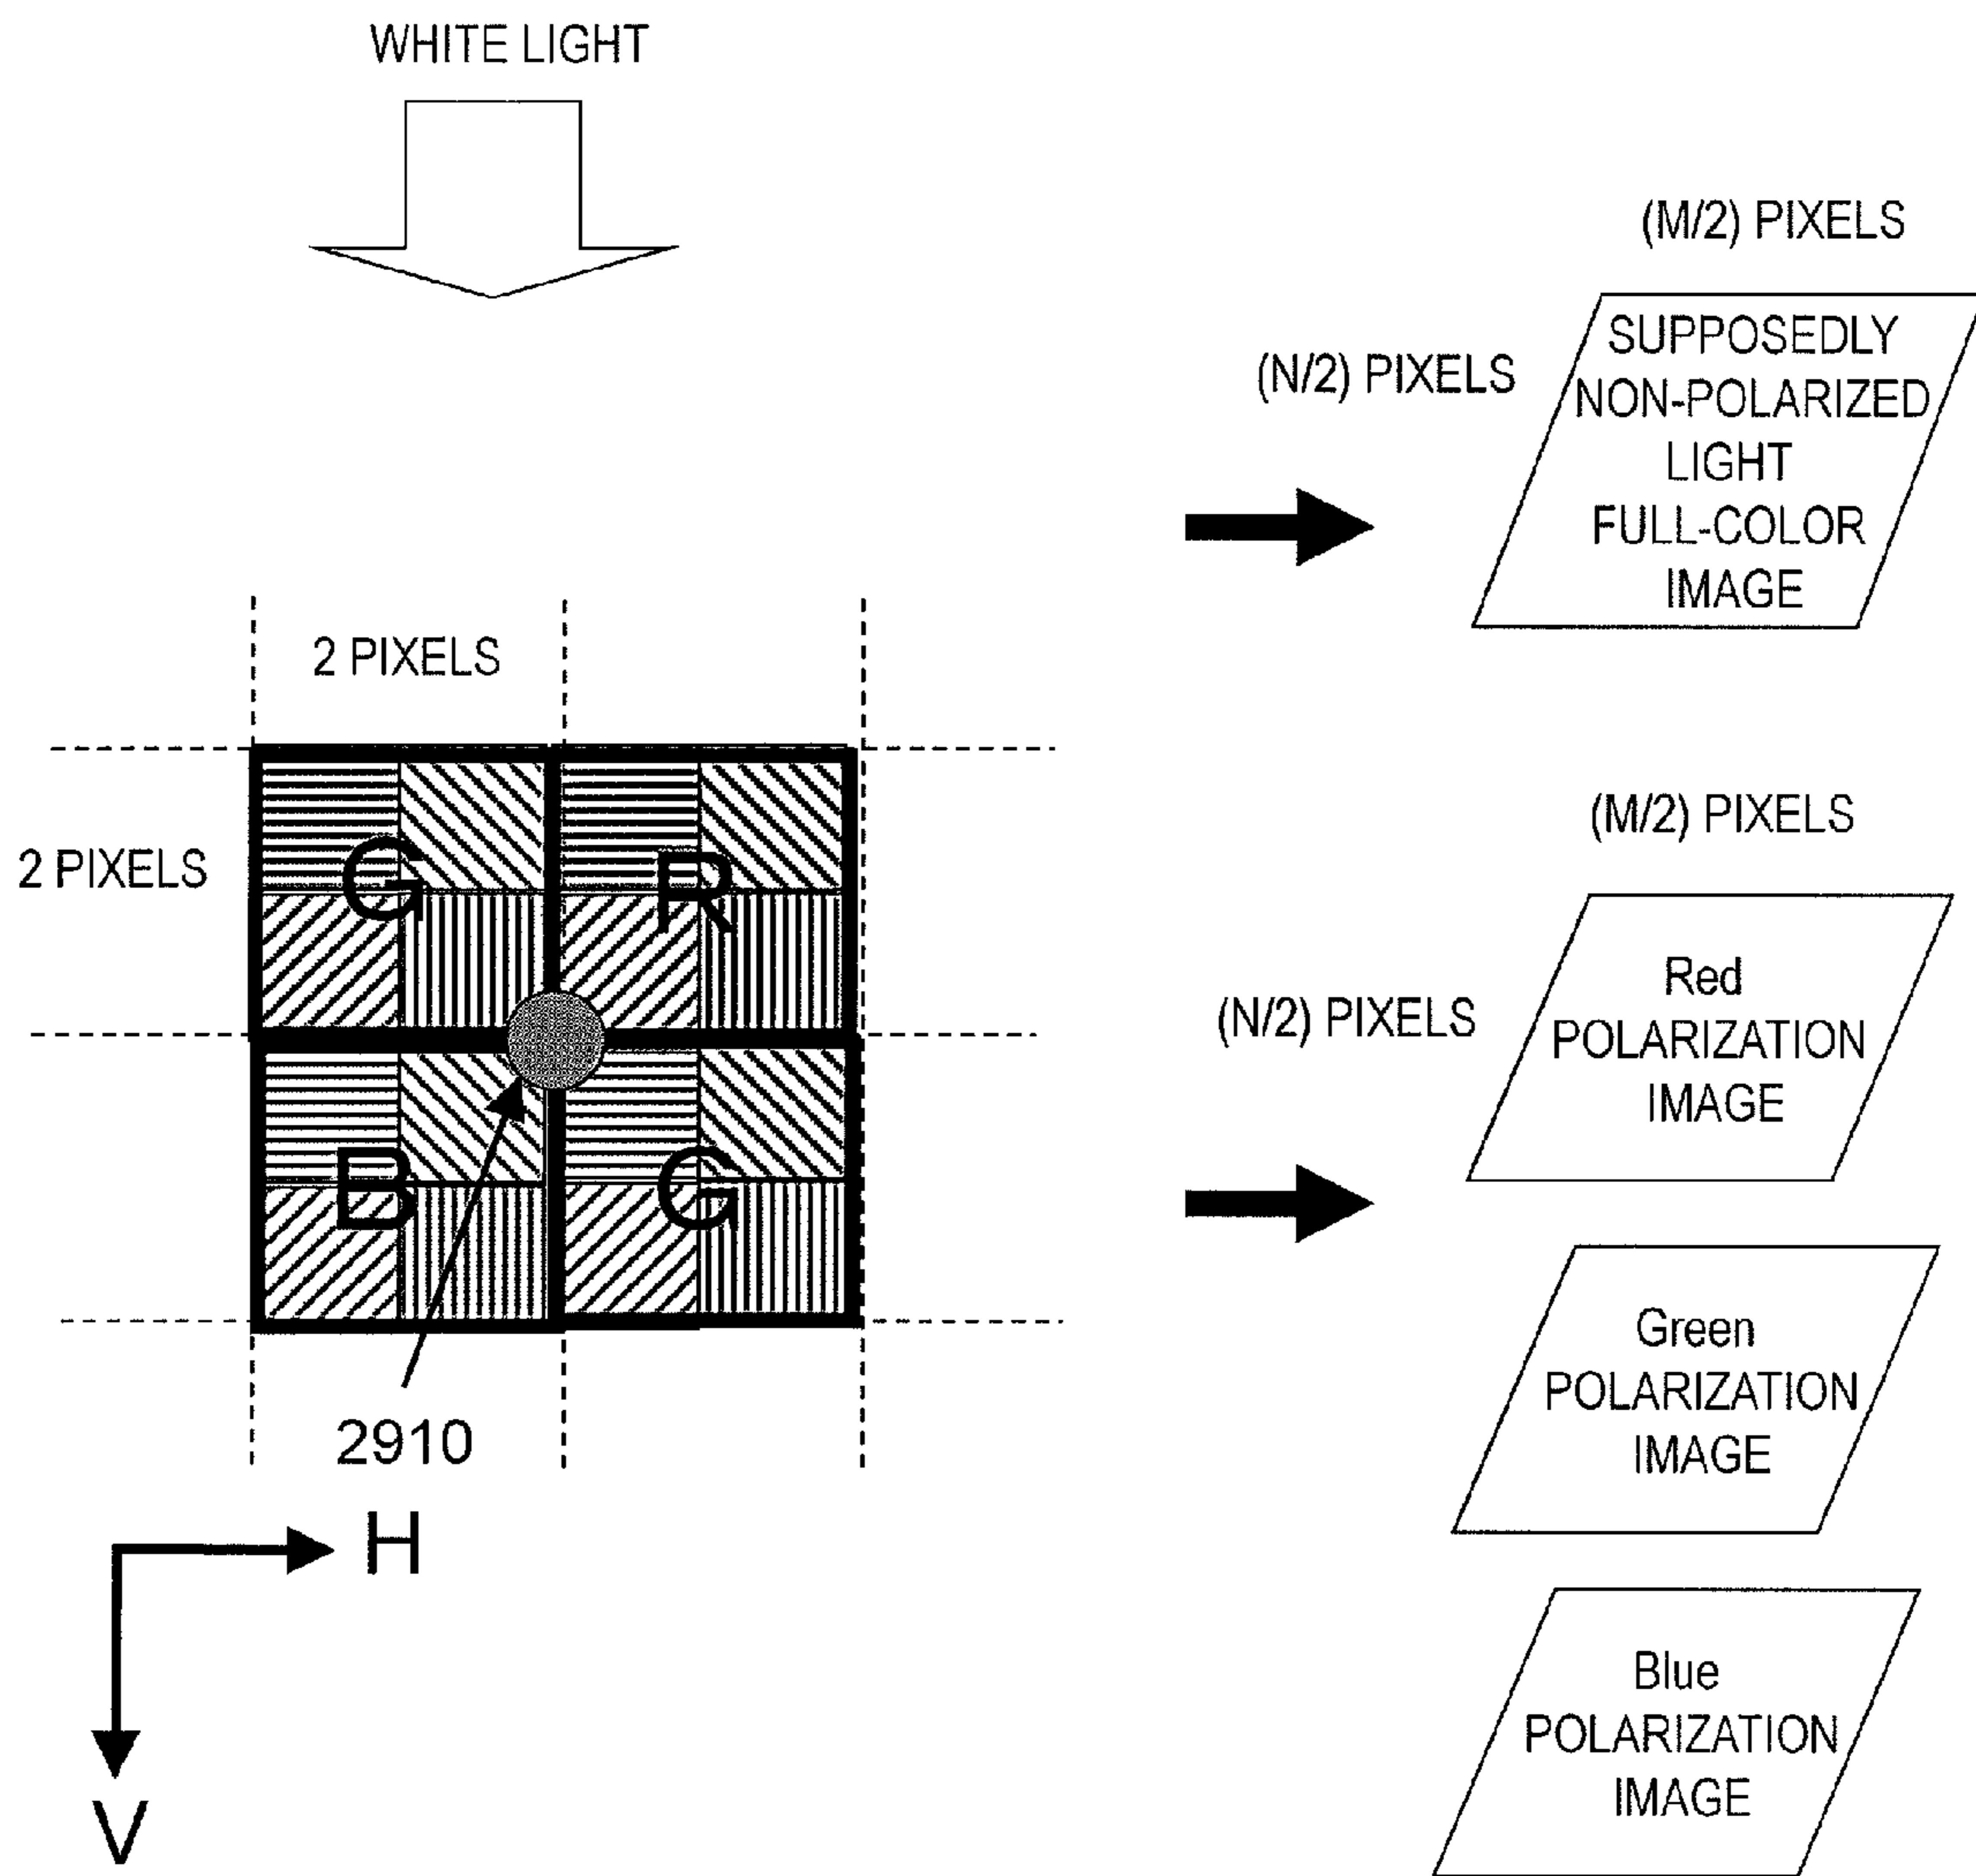 WHITE LIGHT
(M/2) PIXELS
(N/2) PIXELS
SUPPOSEDLY
NON-POLARIZED
LIGHT
FULL-COLOR
IMAGE
2 PIXELS
2 PIXELS
G
R
B
G
2910
H
V
(M/2) PIXELS
(N/2) PIXELS
Red
POLARIZATION
IMAGE
Green
POLARIZATION
IMAGE
Blue
POLARIZATION
IMAGE